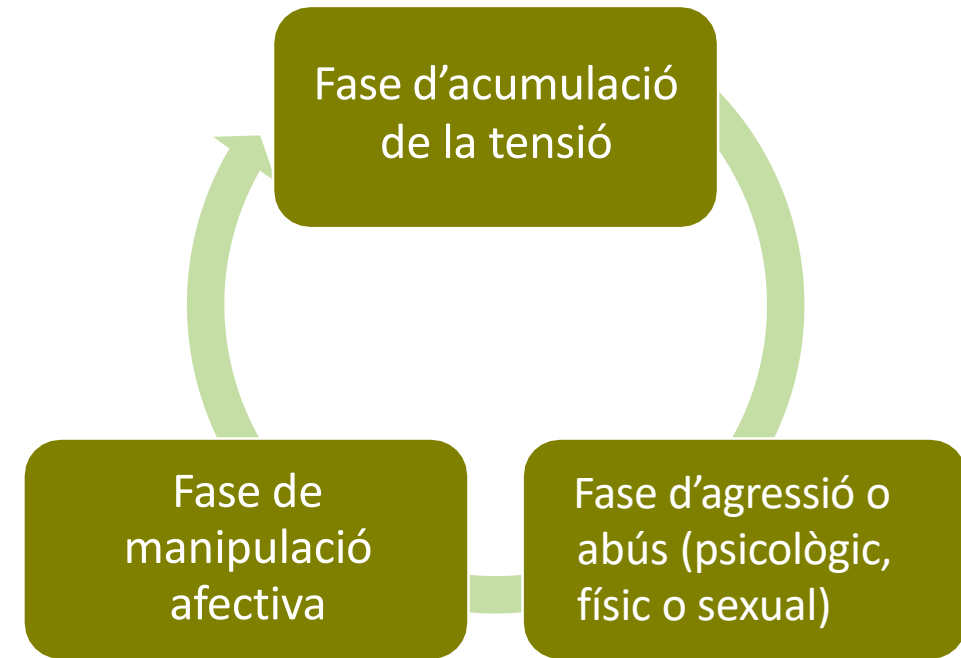 Fase d’acumulació
de la tensió
Fase de
manipulació
afectiva
Fase d’agressió o
abús (psicològic,
físic o sexual)